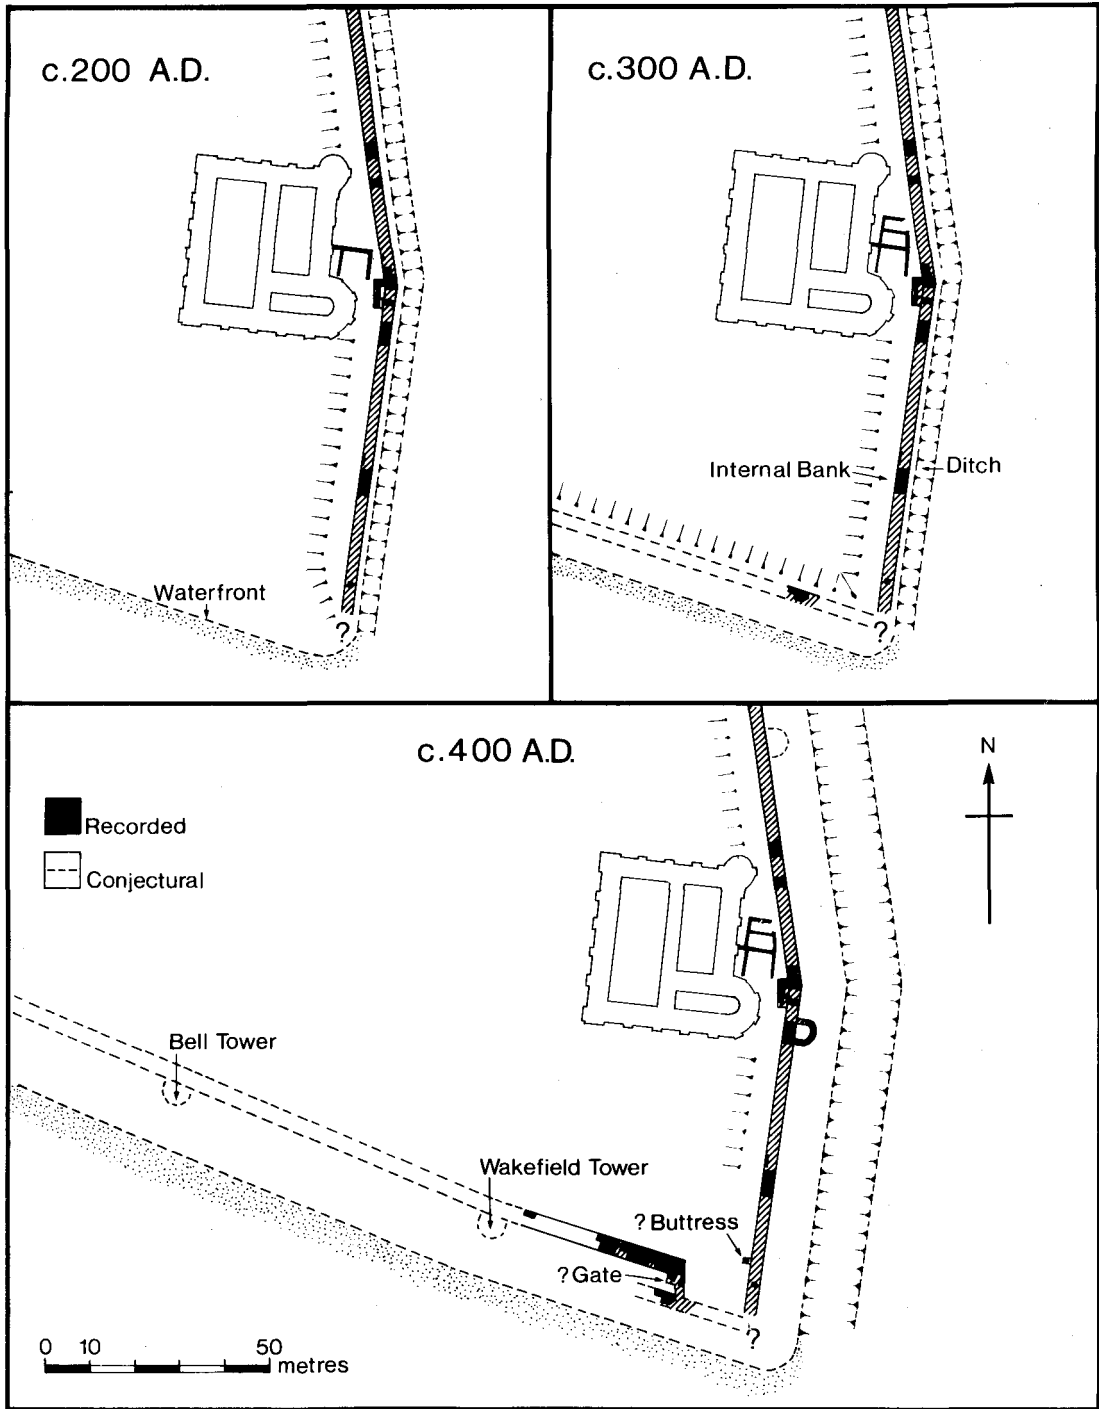 c.200 A.D.
Waterfront
?
c.300 A.D.
Internal Bank
Ditch
?
c.400 A.D.
N
Recorded
Conjectural
Bell Tower
Wakefield Tower
? Buttress
? Gate
?
0 10 50
metres